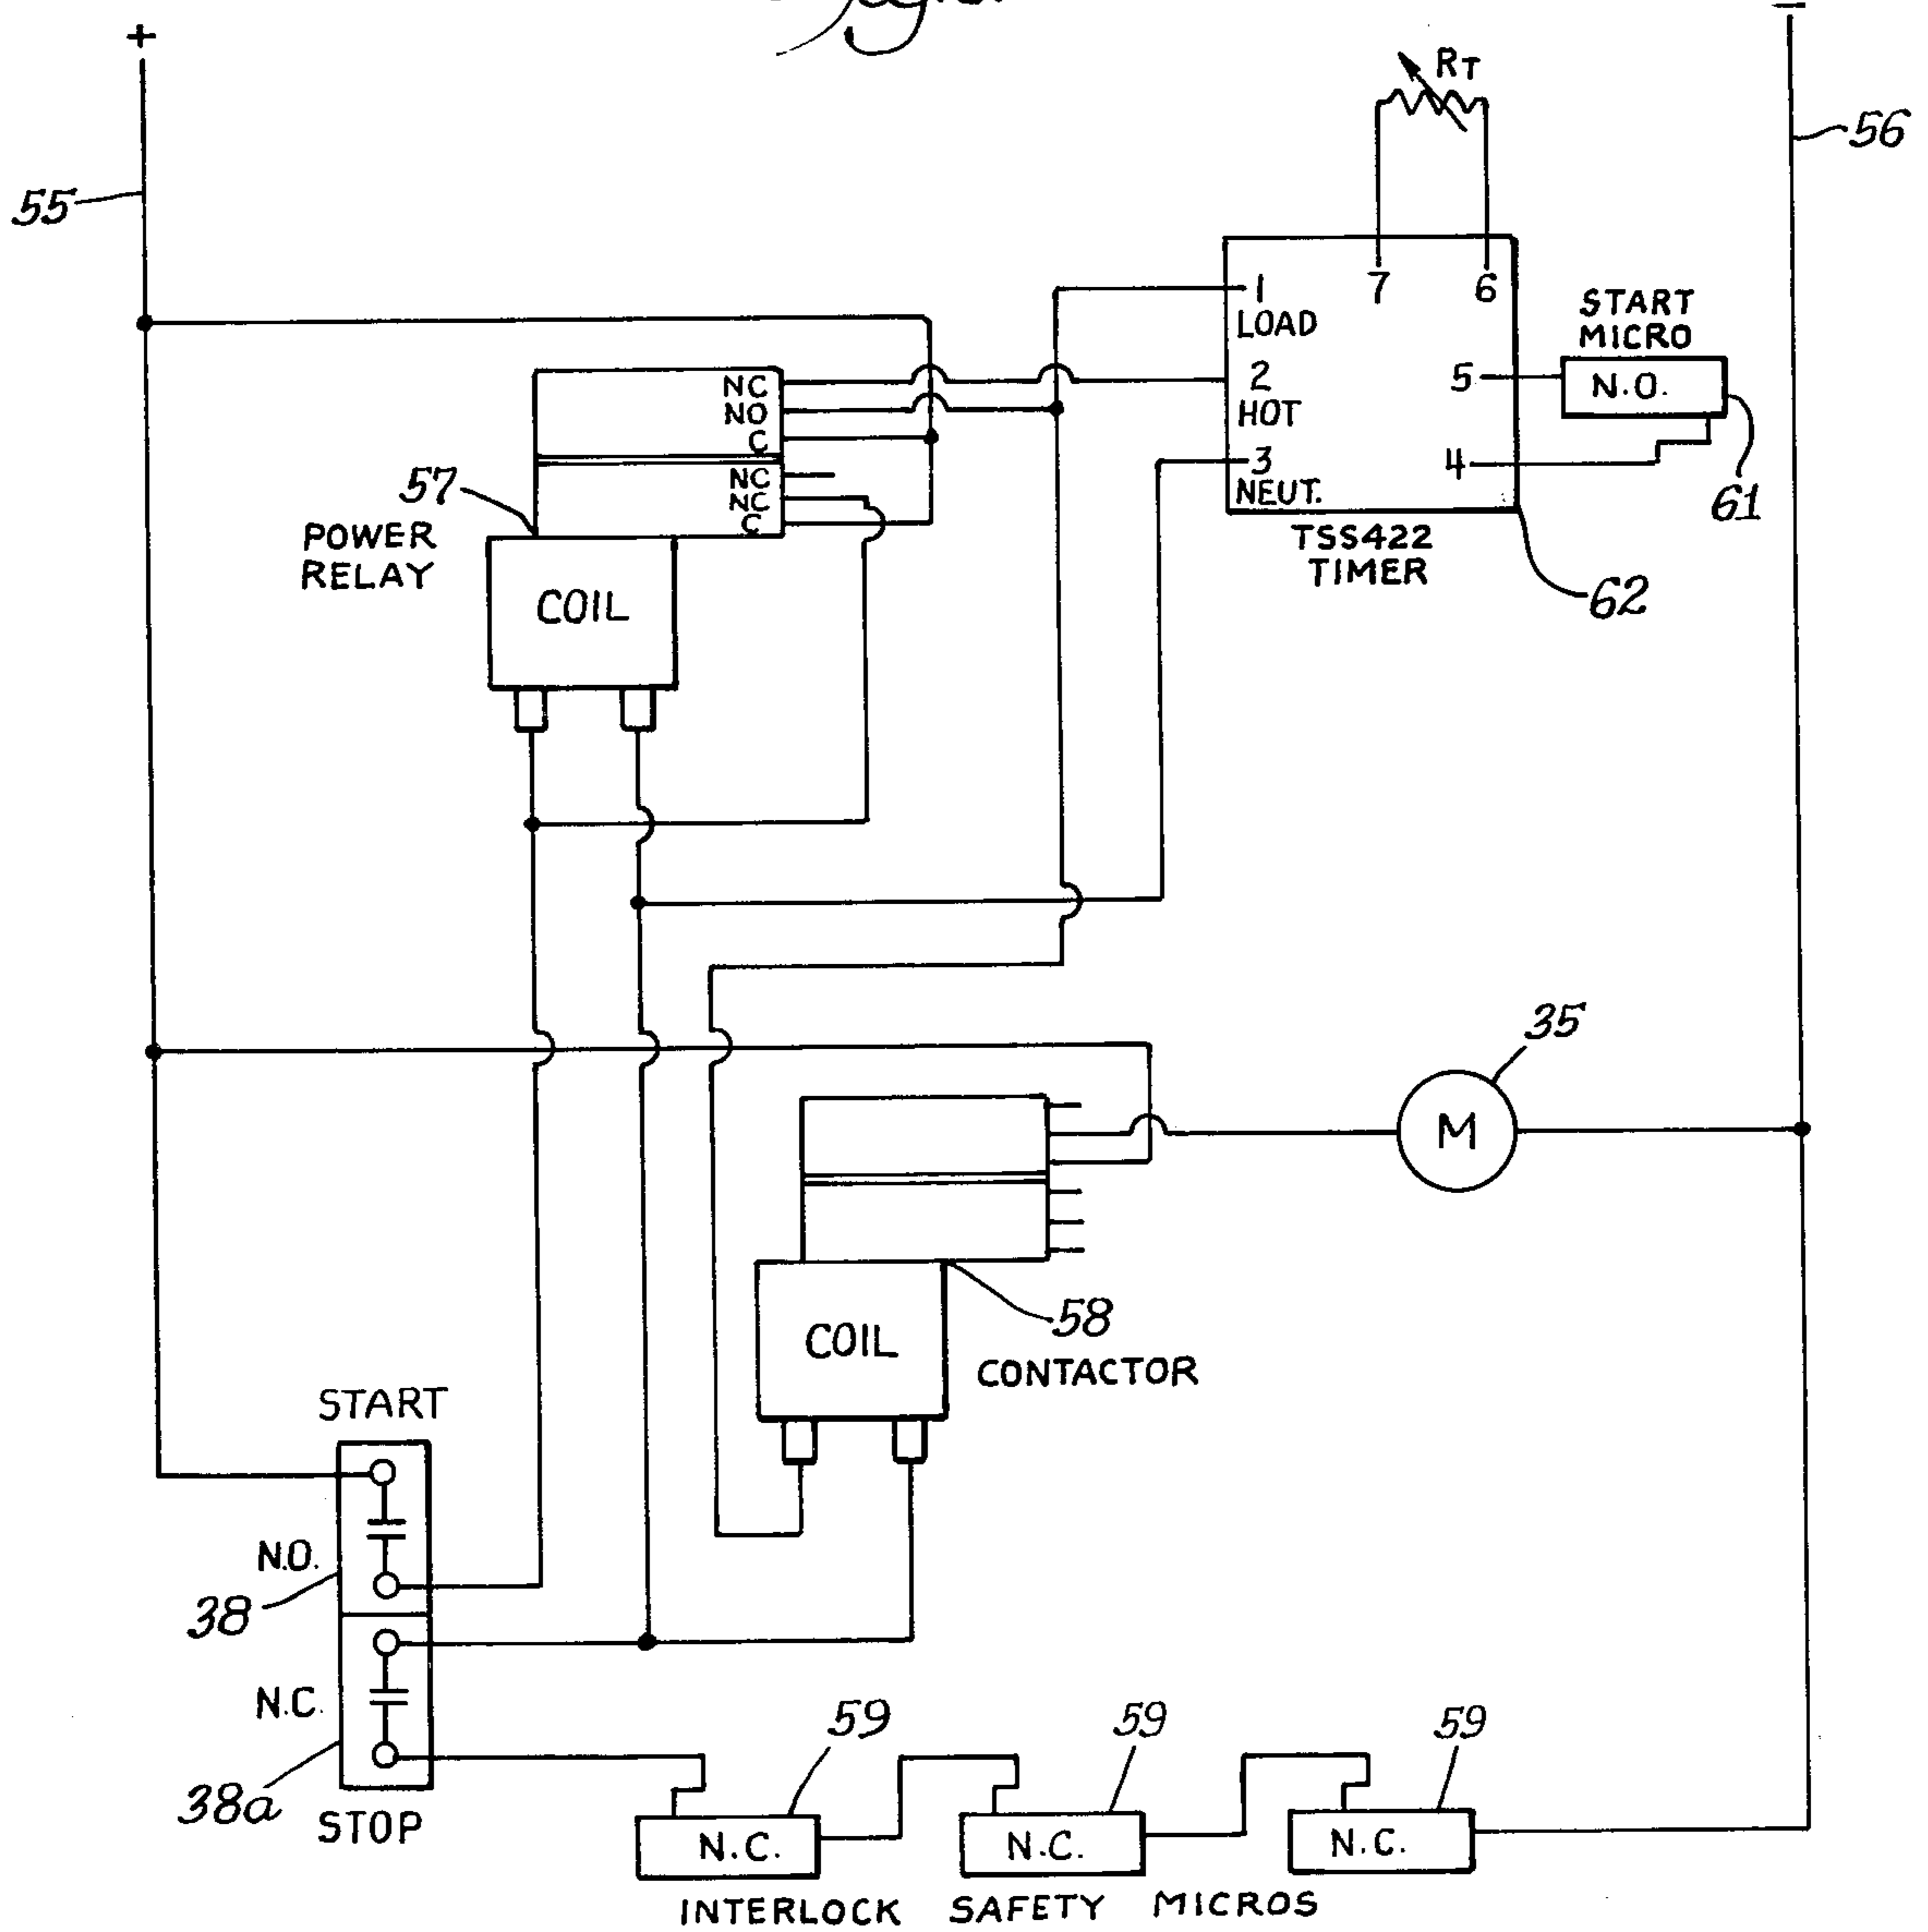 +
−
RT
56
55
1
LOAD
7
6
START
MICRO
NC
NO
C
2
HOT
5
N.O.
3
NEUT.
4
61
57
NC
NC
C
POWER
RELAY
TSS422
TIMER
62
COIL
35
M
58
COIL
CONTACTOR
START
N.O.
38
N.C.
38a
STOP
59
59
59
N.C.
N.C.
N.C.
INTERLOCK SAFETY MICROS